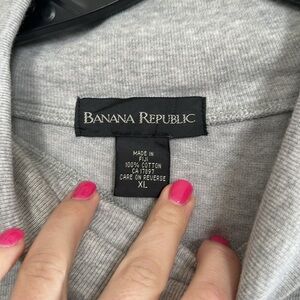 BANANA REPUBLIC
MADE IN
FIJI
100% COTTON
CA 17897
CARE ON REVERSE
XL